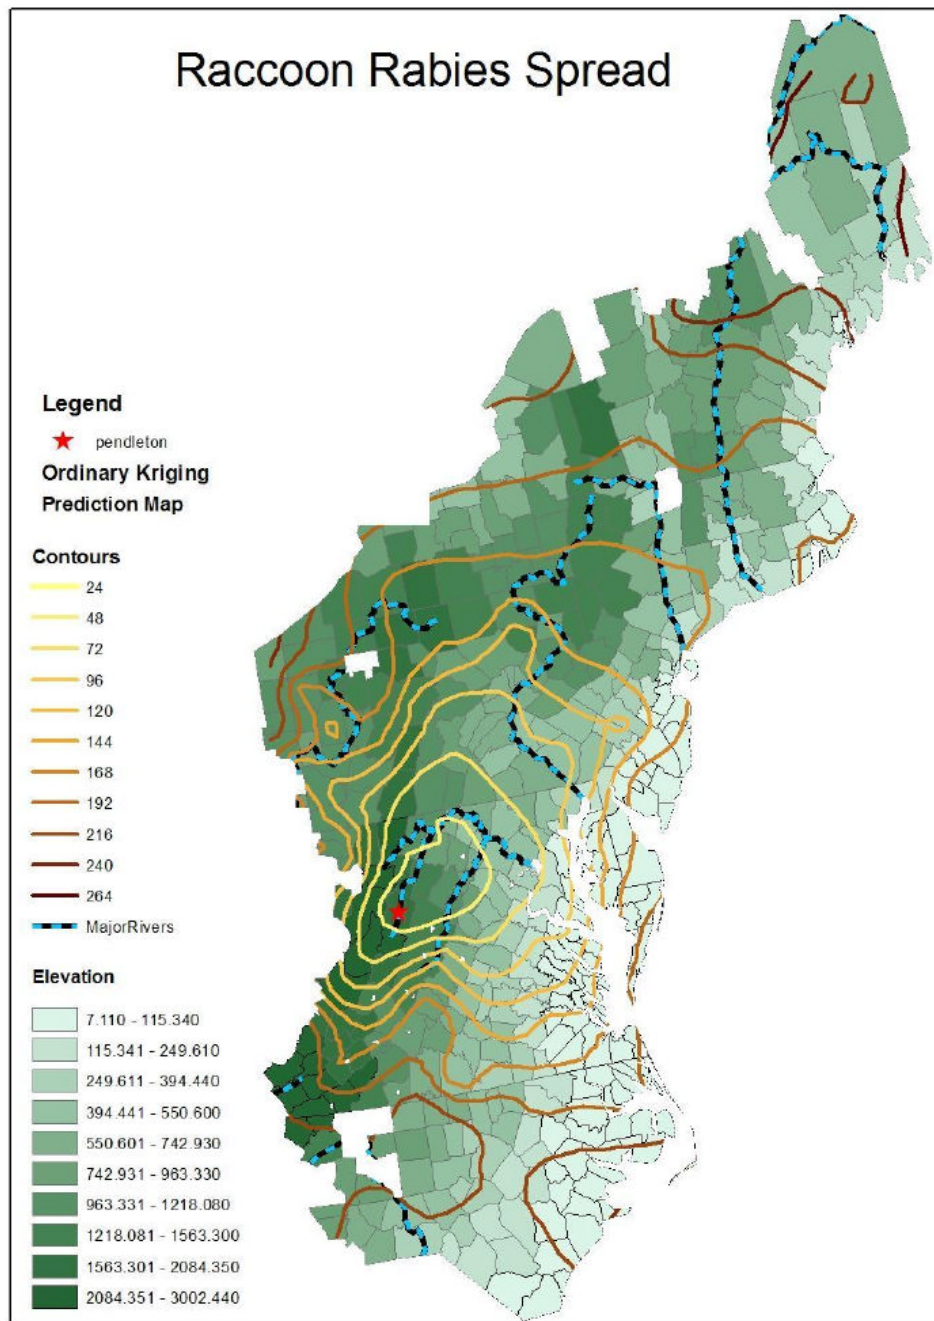 Raccoon Rabies Spread
Legend
pendleton
Ordinary Kriging
Prediction Map
Contours
24
48
72
96
120
144
168
192
216
240
264
MajorRivers
Elevation
7.110 - 115.340
115.341 - 249.610
249.611 - 394.440
394.441 - 550.600
550.601 - 742.930
742.931 - 963.330
963.331 - 1218.080
1218.081 - 1563.300
1563.301 - 2084.350
2084.351 - 3002.440